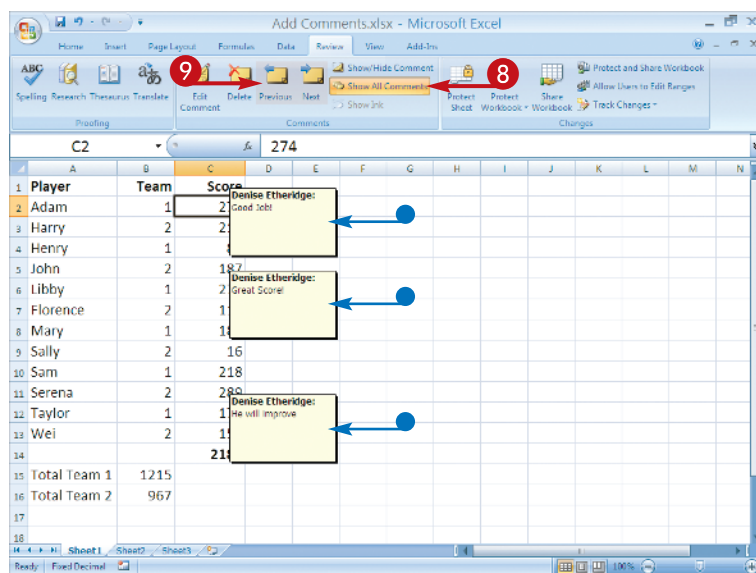 Add Comments.xlsx - Microsoft Excel
Home Insert Page Layout Formulas Data Review View Add-Ins
ABC
9
8
Spelling Research Thesaurus Translate
Edit Comment Delete Previous Next
Show/Hide Comment
Show All Comments
Show Ink
Protect Sheet Protect Workbook Share Workbook
Protect and Share Workbook
Allow Users to Edit Ranges
Track Changes
Proofing Comments Changes
C2 fx 274
A B C D E F G H I J K L M N
1 Player Team Score
2 Adam 1
3 Harry 2
4 Henry 1
5 John 2 187
6 Libby 1
7 Florence 2
8 Mary 1
9 Sally 2 16
10 Sam 1 218
11 Serena 2 289
12 Taylor 1
13 Wei 2
14
15 Total Team 1 1215
16 Total Team 2 967
17
18
Denise Etheridge:
Good Job!
Denise Etheridge:
Great Score!
Denise Etheridge:
He will improve
Sheet1 Sheet2 Sheet3
Ready Fixed Decimal 100%